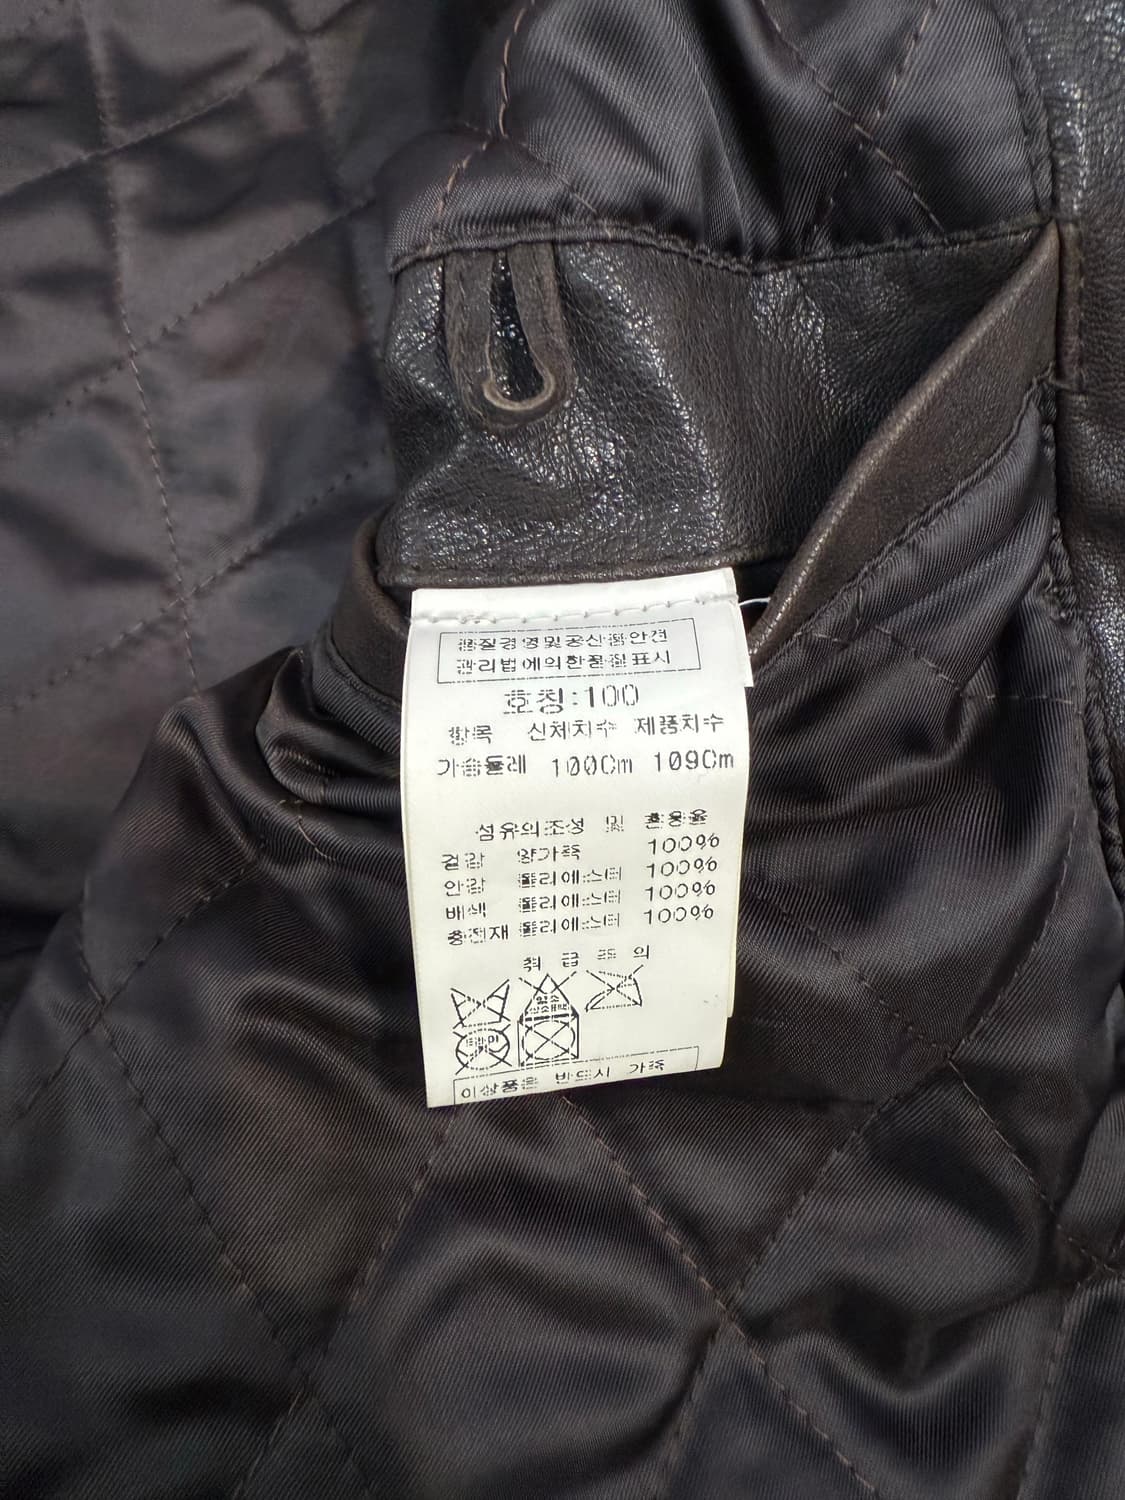 품질경영및공산품안전
관리법에의한품질표시
호칭:100
항목 신체치수 제품치수
가슴둘레 100Cm 109Cm
섬유의조성 및 혼용율
겉감 양가죽 100%
안감 폴리에스터 100%
배색 폴리에스터 100%
충전재 폴리에스터 100%
취급주의
이상품은 반드시 가죽